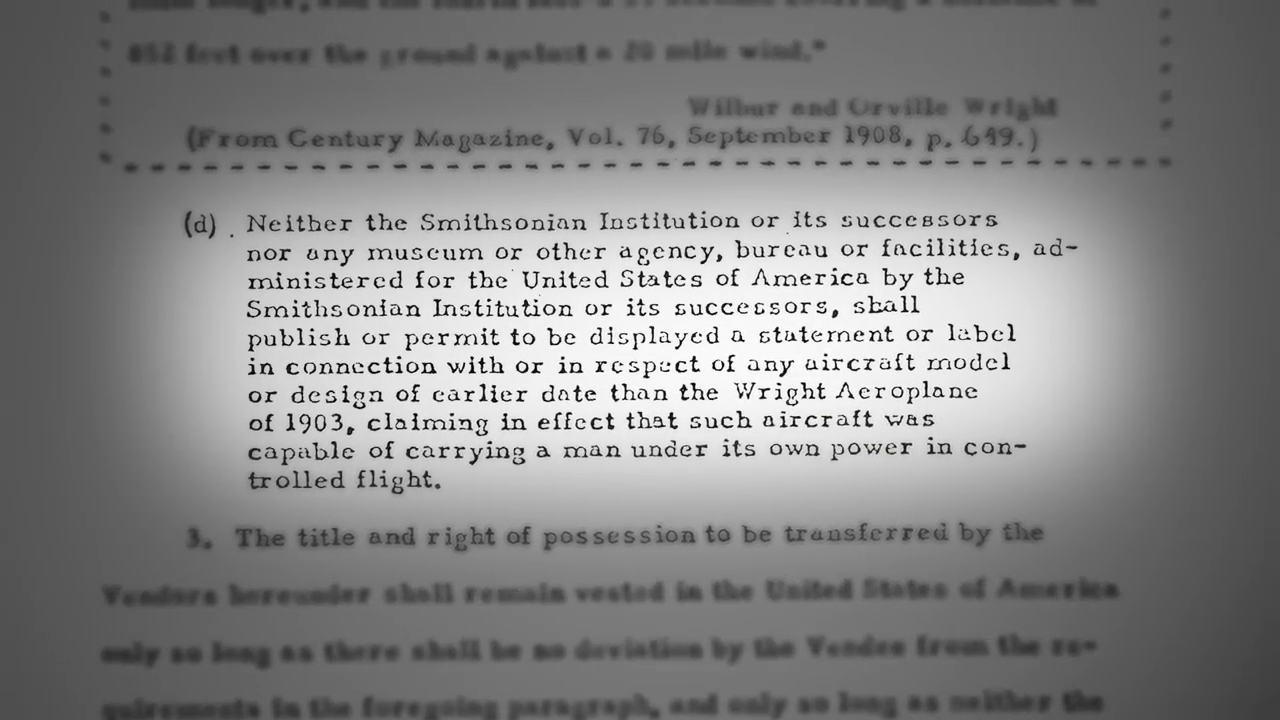 852 feet over the ground against a 20 mile wind."
Wilbur and Orville Wright
(From Century Magazine, Vol. 76, September 1908, p. 649.)
(d) Neither the Smithsonian Institution or its successors
nor any museum or other agency, bureau or facilities, ad-
ministered for the United States of America by the
Smithsonian Institution or its successors, shall
publish or permit to be displayed a statement or label
in connection with or in respect of any aircraft model
or design of earlier date than the Wright Aeroplane
of 1903, claiming in effect that such aircraft was
capable of carrying a man under its own power in con-
trolled flight.
3. The title and right of possession to be transferred by the
Vendors hereunder shall remain vested in the United States of America
only so long as there shall be no deviation by the Vendee from the re-
quirements in the foregoing paragraph, and only so long as neither the